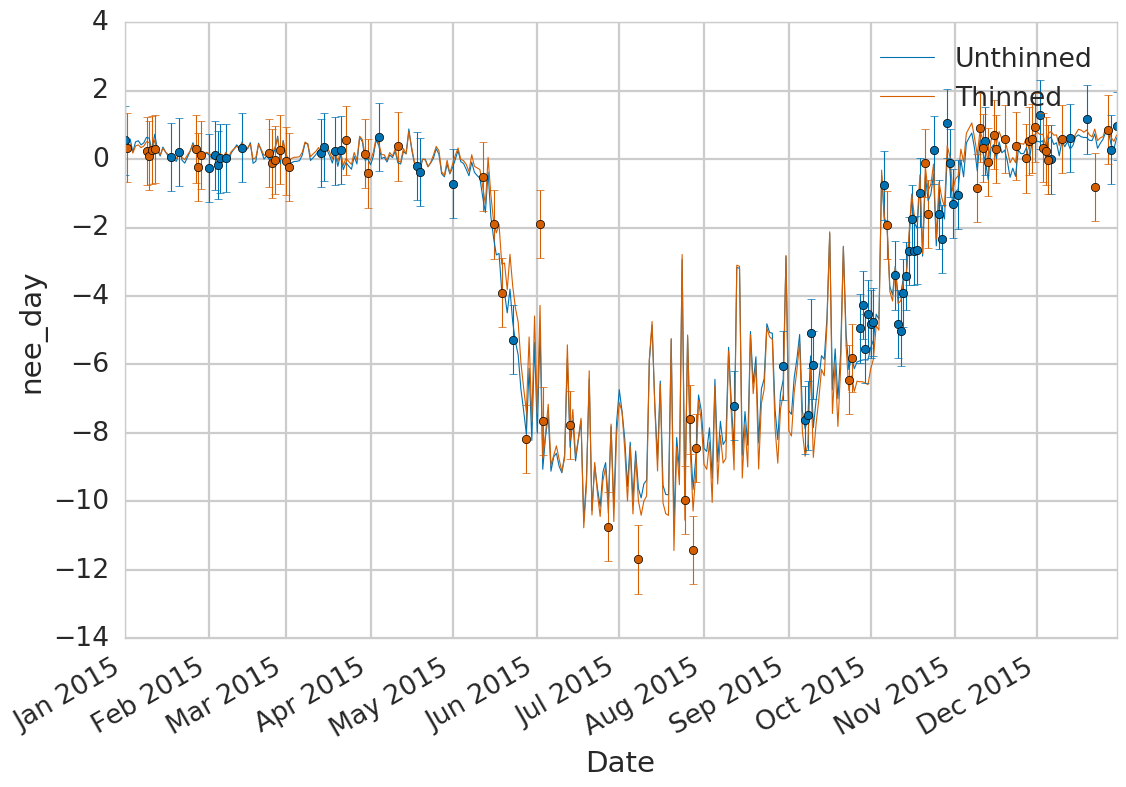 4
2
0
−2
−4
−6
−8
−10
−12
−14
nee_day
Unthinned
Thinned
Jan 2015
Feb 2015
Mar 2015
Apr 2015
May 2015
Jun 2015
Jul 2015
Aug 2015
Sep 2015
Oct 2015
Nov 2015
Dec 2015
Date